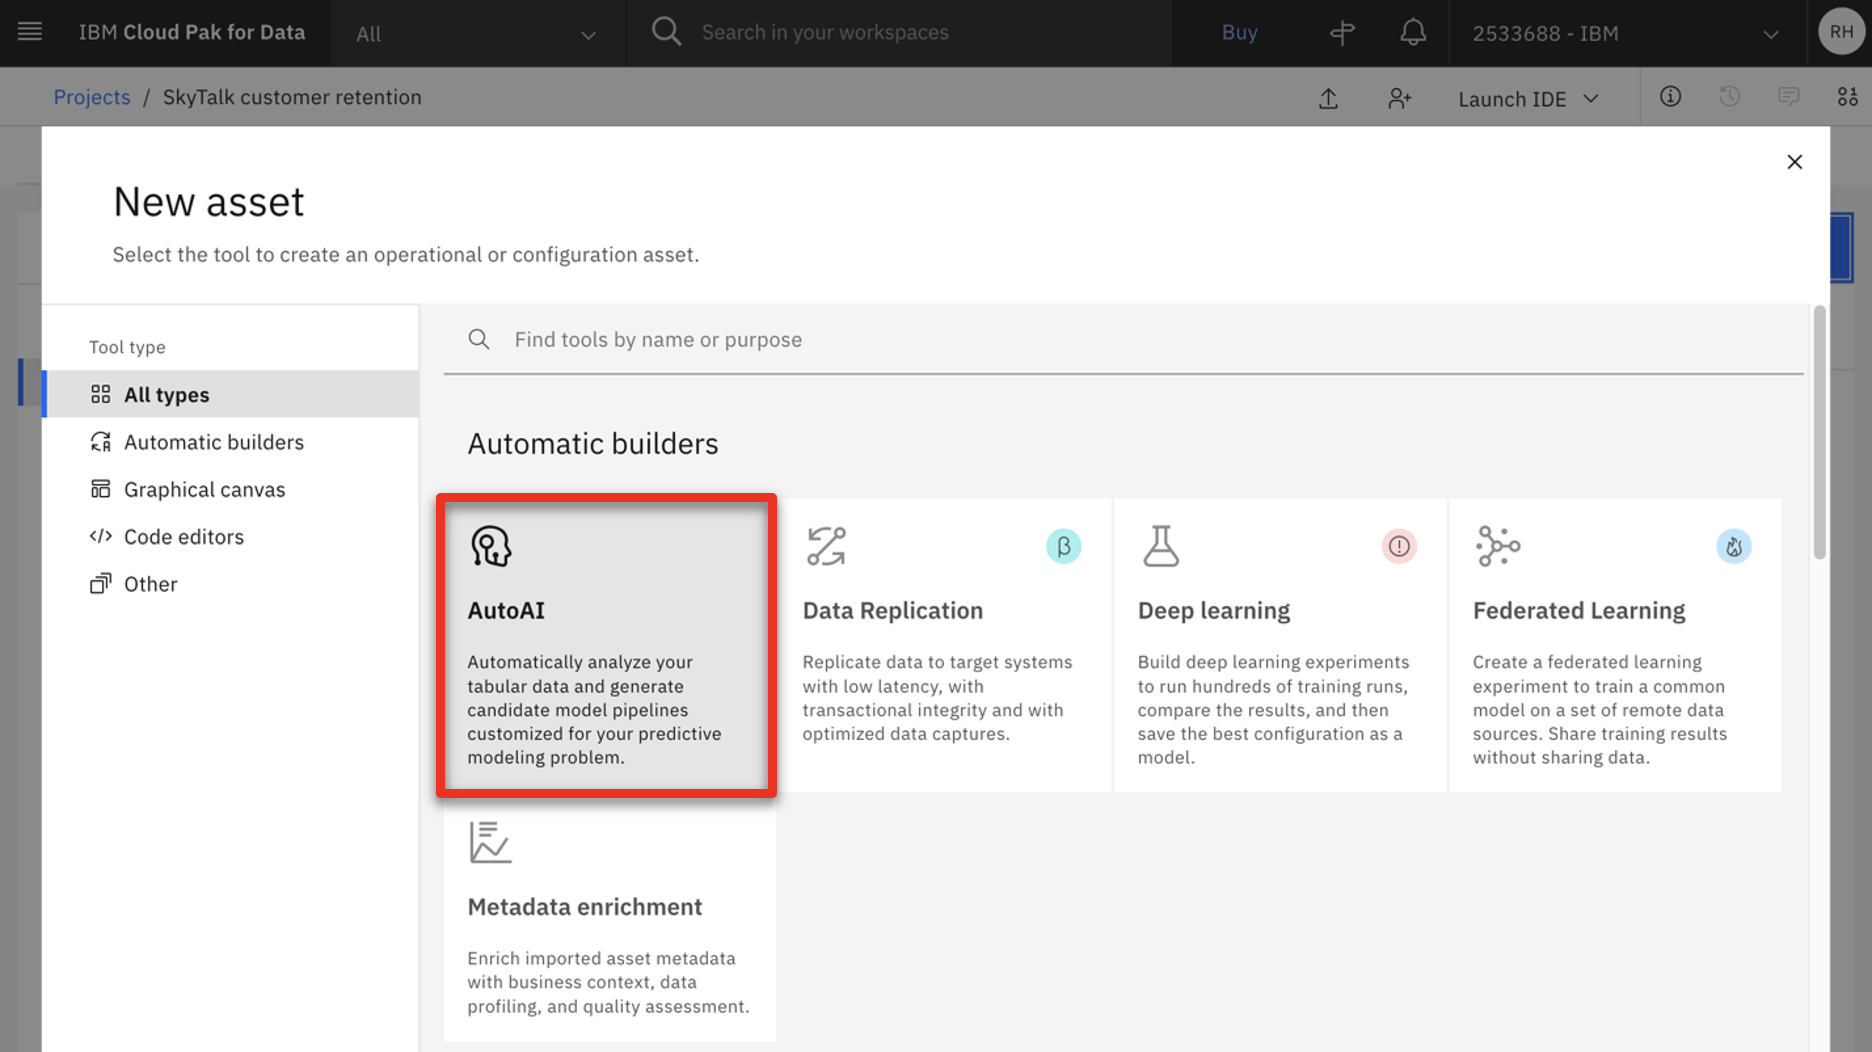 IBM Cloud Pak for Data
All
Search in your workspaces
Buy
2533688 - IBM
RH
Projects / SkyTalk customer retention
Launch IDE
New asset
Select the tool to create an operational or configuration asset.
Tool type
All types
Automatic builders
Graphical canvas
Code editors
Other
Find tools by name or purpose
Automatic builders
AutoAI
Automatically analyze your
tabular data and generate
candidate model pipelines
customized for your predictive
modeling problem.
β
Data Replication
Replicate data to target systems
with low latency, with
transactional integrity and with
optimized data captures.
Deep learning
Build deep learning experiments
to run hundreds of training runs,
compare the results, and then
save the best configuration as a
model.
Federated Learning
Create a federated learning
experiment to train a common
model on a set of remote data
sources. Share training results
without sharing data.
Metadata enrichment
Enrich imported asset metadata
with business context, data
profiling, and quality assessment.